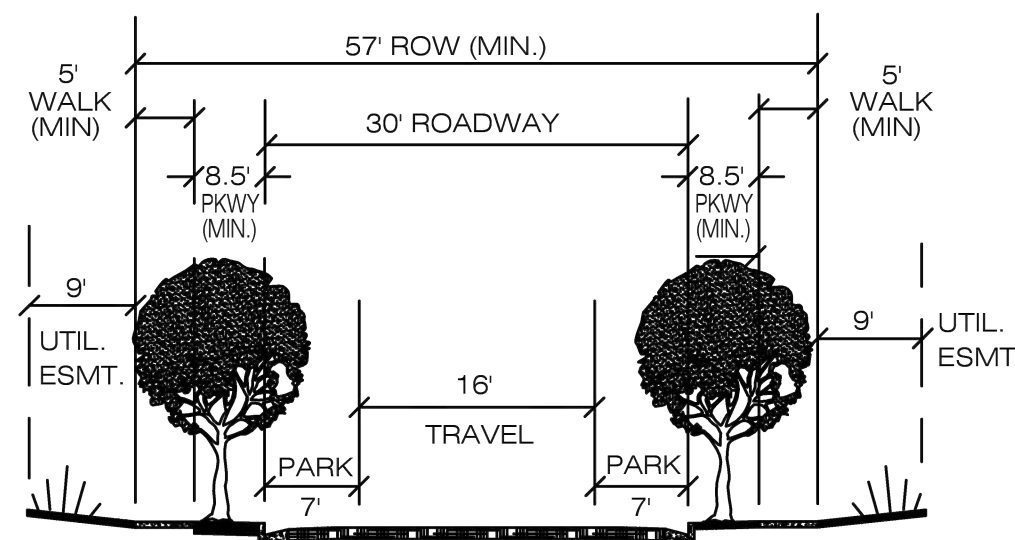 57' ROW (MIN.)
5'
WALK
(MIN)
5'
WALK
(MIN)
30' ROADWAY
8.5'
PKWY
(MIN.)
8.5'
PKWY
(MIN.)
9'
UTIL.
ESMT.
9'
UTIL.
ESMT
16'
TRAVEL
PARK
7'
PARK
7'